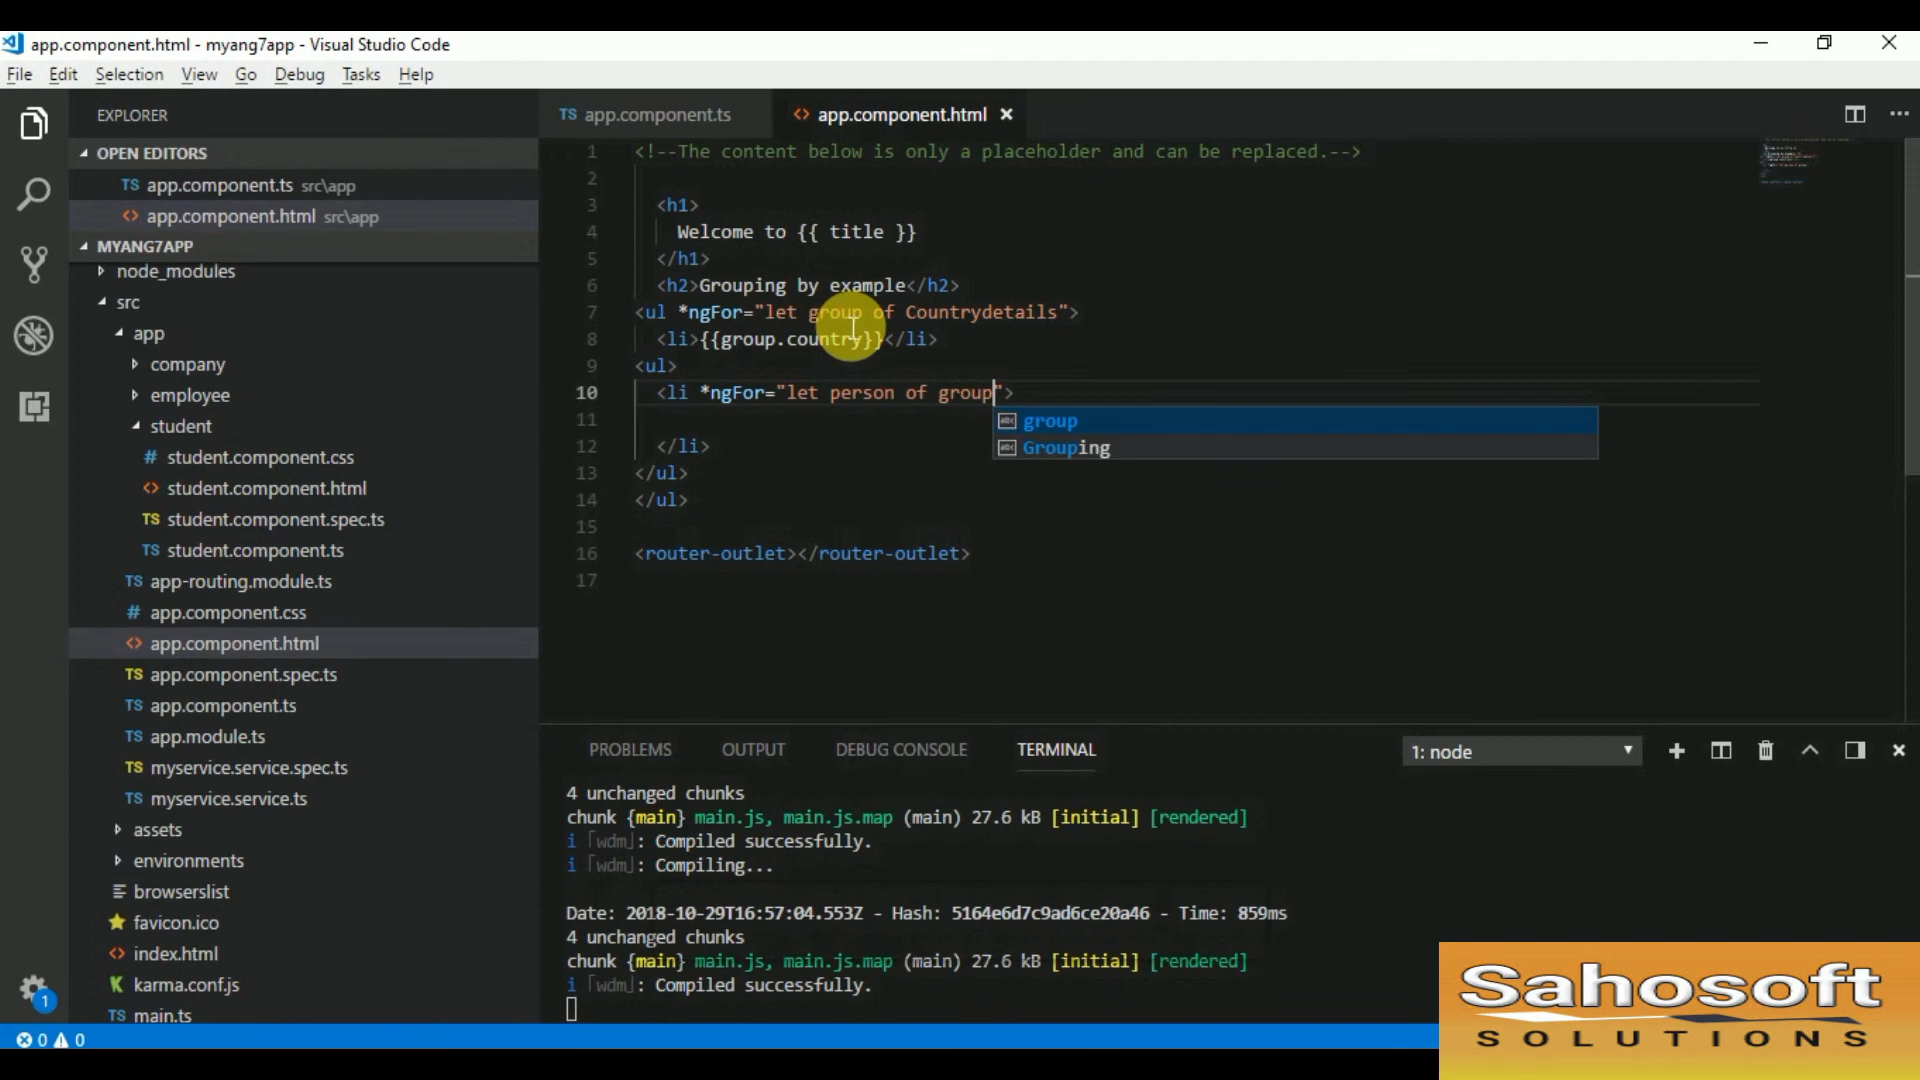 app.component.html - myang7app - Visual Studio Code
File Edit Selection View Go Debug Tasks Help
EXPLORER
OPEN EDITORS
TS app.component.ts src\app
<> app.component.html src\app
MYANG7APP
node_modules
src
app
company
employee
student
# student.component.css
<> student.component.html
TS student.component.spec.ts
TS student.component.ts
TS app-routing.module.ts
# app.component.css
<> app.component.html
TS app.component.spec.ts
TS app.component.ts
TS app.module.ts
TS myservice.service.spec.ts
TS myservice.service.ts
assets
environments
browserslist
favicon.ico
<> index.html
K karma.conf.js
TS main.ts
1
0 0
TS app.component.ts
<> app.component.html
1 <!--The content below is only a placeholder and can be replaced.-->
2
3 <h1>
4 Welcome to {{ title }}
5 </h1>
6 <h2>Grouping by example</h2>
7 <ul *ngFor="let group of Countrydetails">
8 <li>{{group.country}}</li>
9 <ul>
10 <li *ngFor="let person of group">
11
12 </li>
13 </ul>
14 </ul>
15
16 <router-outlet></router-outlet>
17
abc group
abc Grouping
PROBLEMS OUTPUT DEBUG CONSOLE TERMINAL
1: node
4 unchanged chunks
chunk {main} main.js, main.js.map (main) 27.6 kB [initial] [rendered]
i ｢wdm｣: Compiled successfully.
i ｢wdm｣: Compiling...
Date: 2018-10-29T16:57:04.553Z - Hash: 5164e6d7c9ad6ce20a46 - Time: 859ms
4 unchanged chunks
chunk {main} main.js, main.js.map (main) 27.6 kB [initial] [rendered]
i ｢wdm｣: Compiled successfully.
Sahosoft
SOLUTIONS